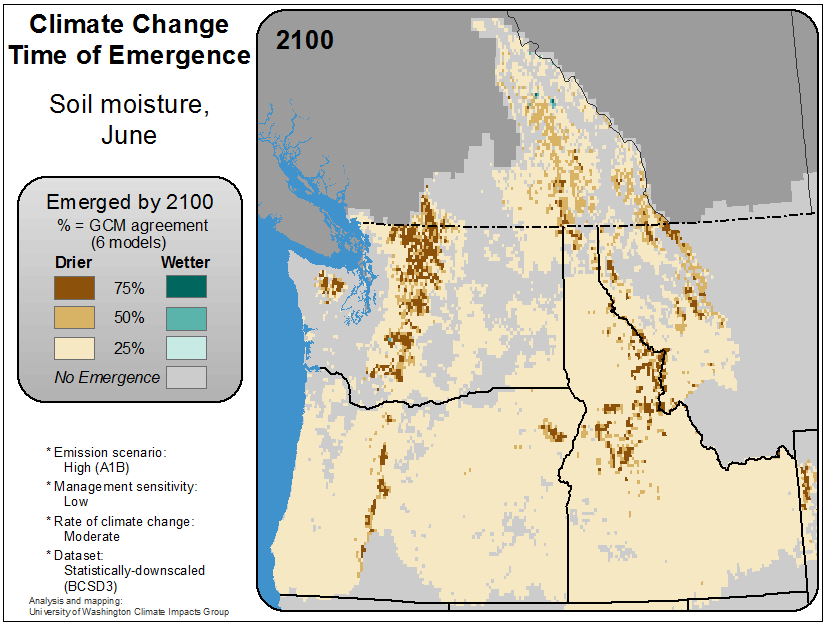 Climate Change
Time of Emergence
Soil moisture,
June
2100
Emerged by 2100
% = GCM agreement
(6 models)
Drier Wetter
75%
50%
25%
No Emergence
* Emission scenario:
High (A1B)
* Management sensitivity:
Low
* Rate of climate change:
Moderate
* Dataset:
Statistically-downscaled
(BCSD3)
Analysis and mapping:
University of Washington Climate Impacts Group